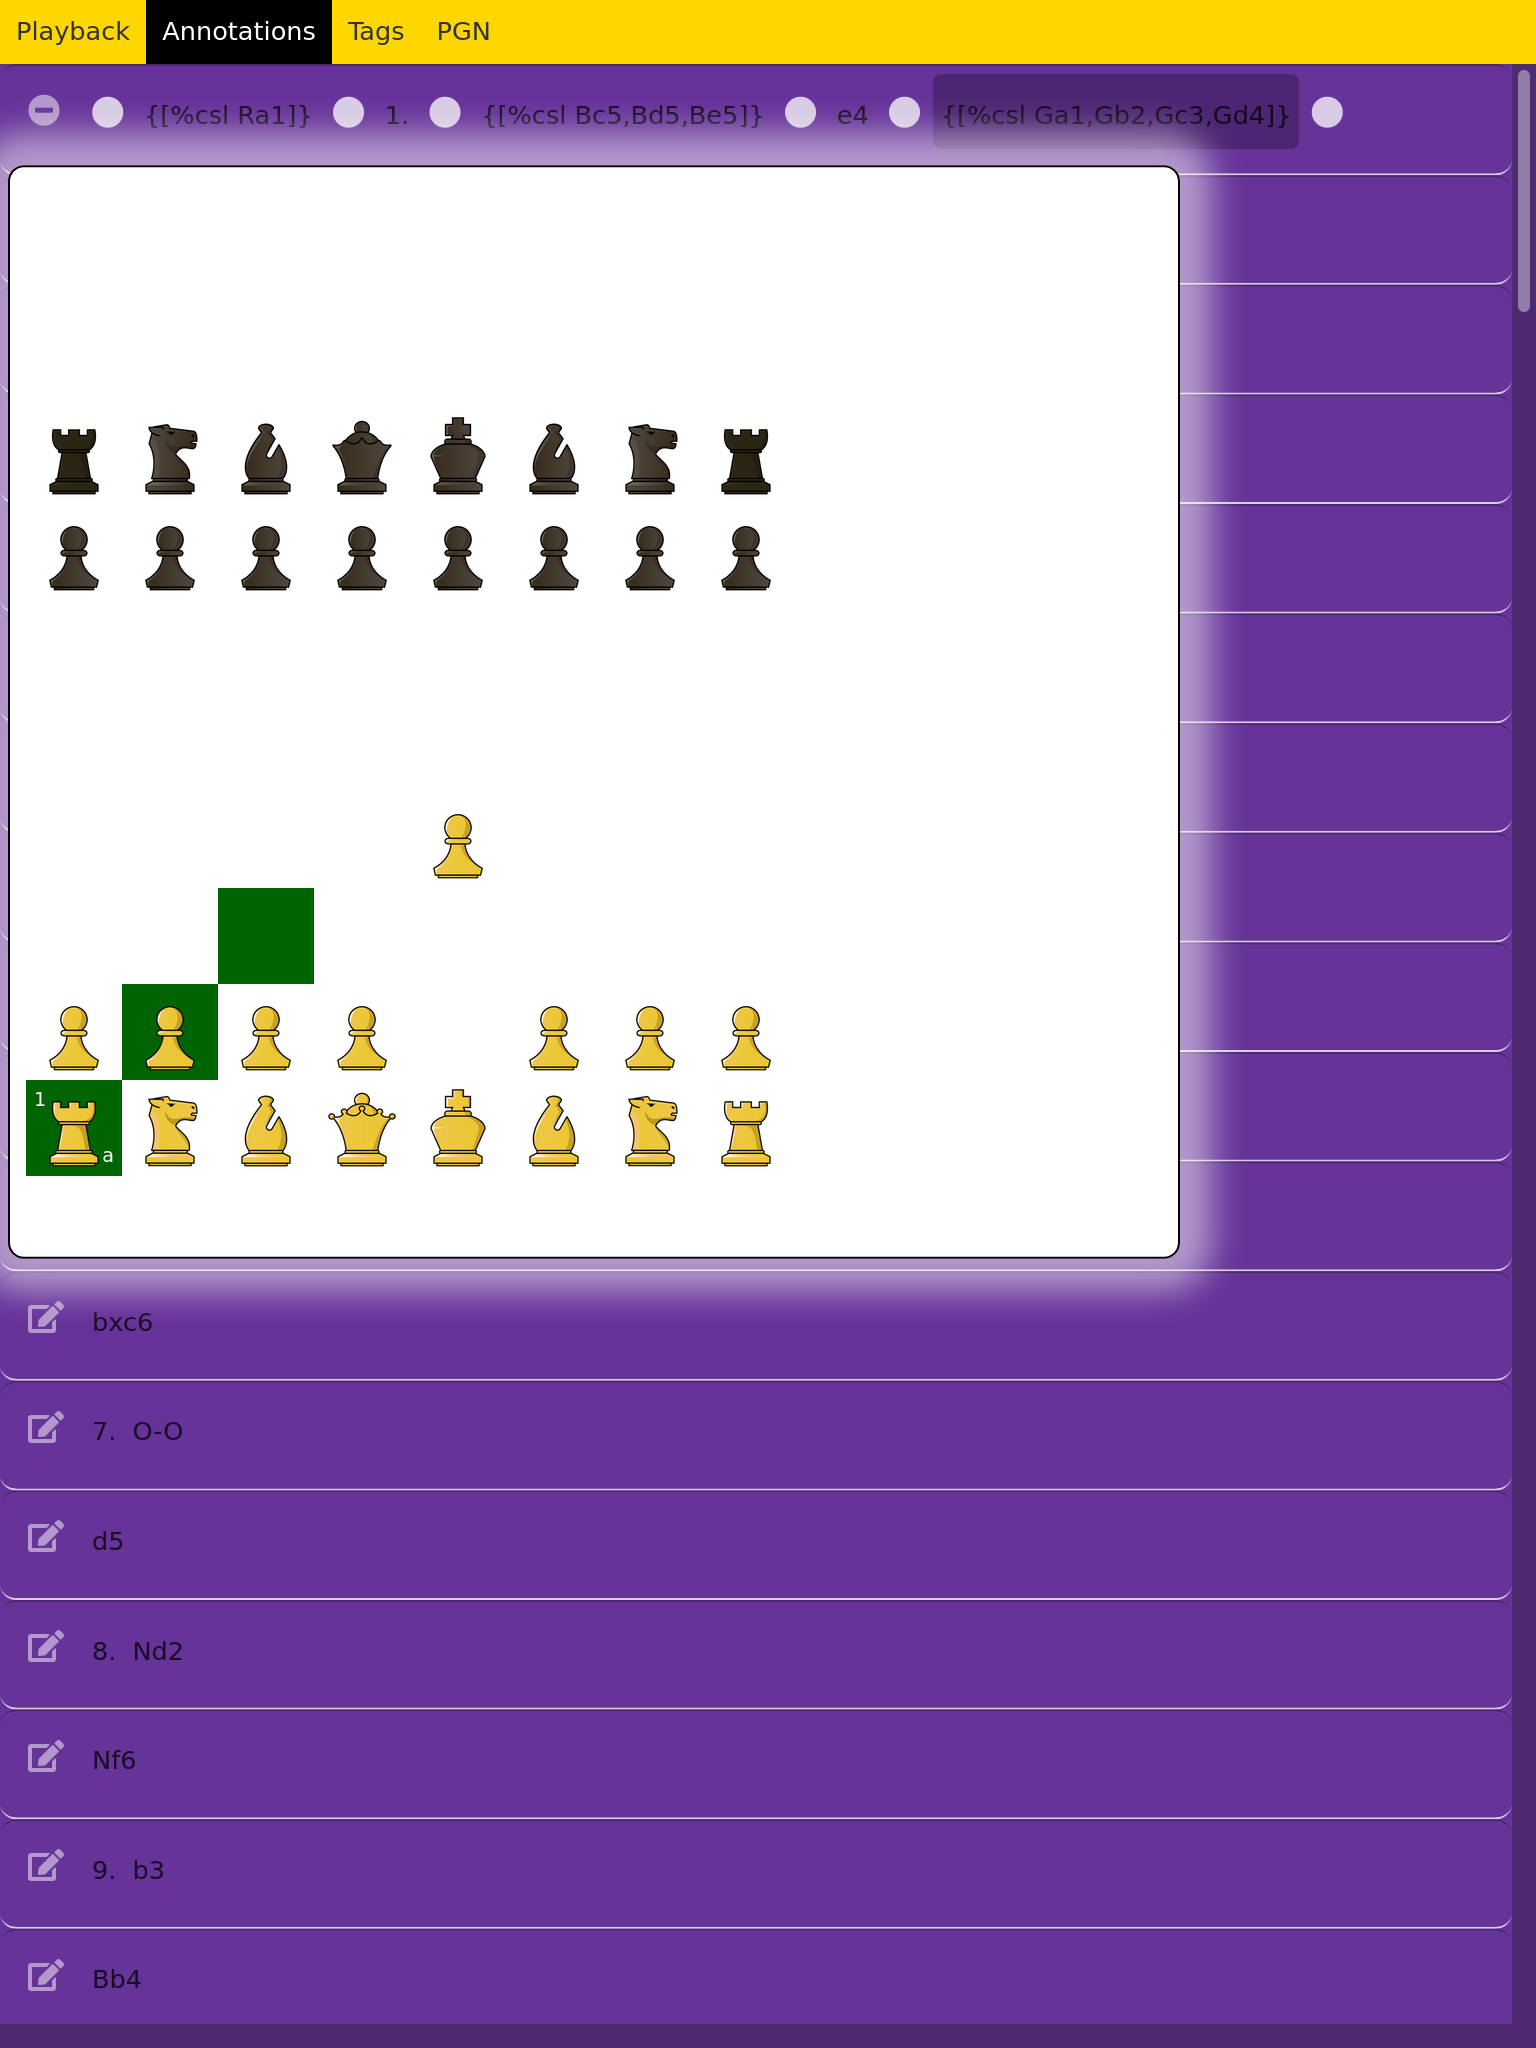 Playback Annotations Tags PGN
{[%csl Ra1]} 1. {[%csl Bc5,Bd5,Be5]} e4 {[%csl Ga1,Gb2,Gc3,Gd4]}
1
a
bxc6
7. O-O
d5
8. Nd2
Nf6
9. b3
Bb4